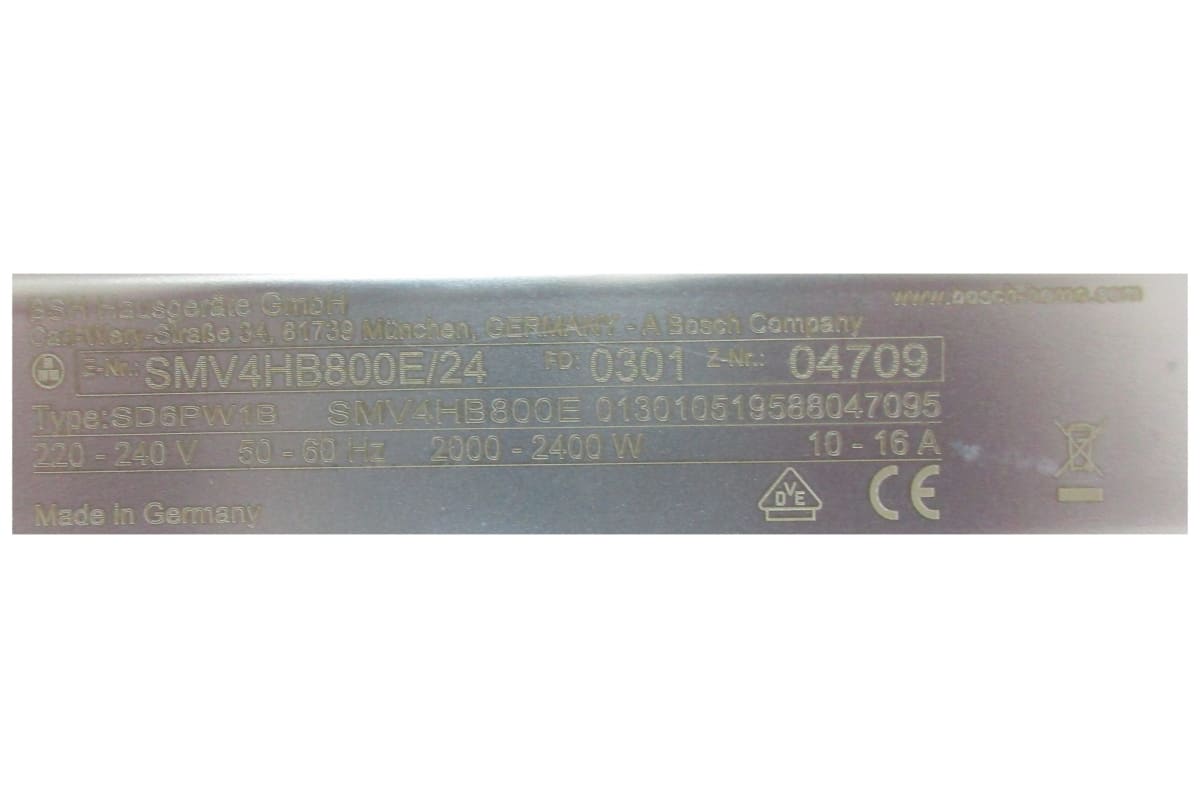 BSH Hausgeräte GmbH www.bosch-home.com
Carl-Wery-Straße 34, 81739 München, GERMANY - A Bosch Company
E-Nr.: SMV4HB800E/24 FD: 0301 Z-Nr.: 04709
Type:SD6PW1B SMV4HB800E 013010519588047095
220 - 240 V 50 - 60 Hz 2000 - 2400 W 10 - 16 A
Made in Germany DVE CE